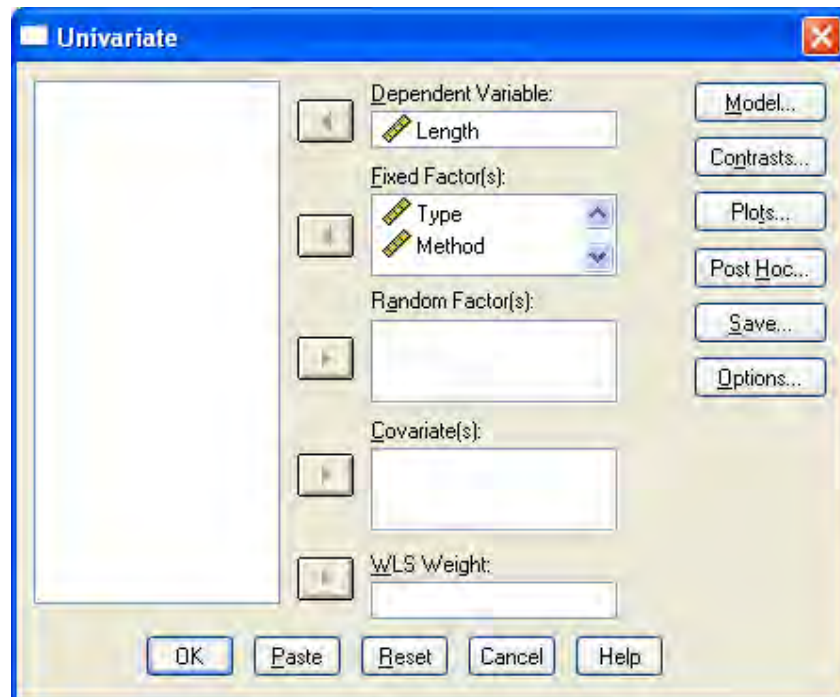 Univariate
Dependent Variable:
Length
Fixed Factor(s):
Type
Method
Random Factor(s):
Covariate(s):
WLS Weight:
Model...
Contrasts...
Plots...
Post Hoc...
Save...
Options...
OK Paste Reset Cancel Help